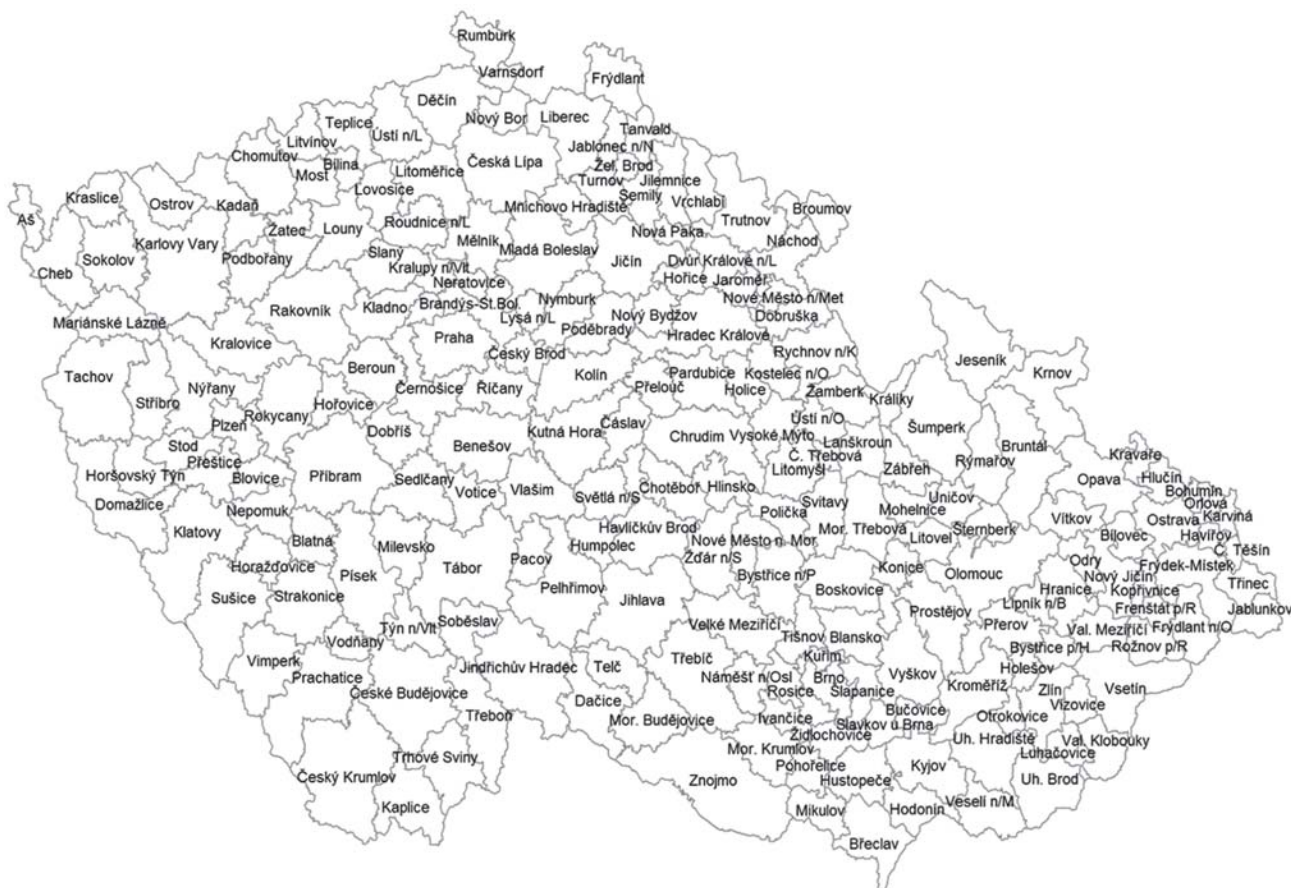 Rumburk
Varnsdorf
Frýdlant
Děčín
Nový Bor
Liberec
Teplice
Ústí n/L
Tanvald
Litvínov
Jablonec n/N
Chomutov
Bílina
Most
Litoměřice
Česká Lípa
Žel. Brod
Turnov
Jilemnice
Lovosice
Semily
Kraslice
Ostrov
Kadaň
Mnichovo Hradiště
Vrchlabí
Trutnov
Broumov
Aš
Žatec
Louny
Roudnice n/L
Mělník
Nová Paka
Náchod
Karlovy Vary
Podbořany
Slaný
Mladá Boleslav
Jičín
Dvůr Králové n/L
Cheb
Sokolov
Kralupy n/Vlt
Neratovice
Hořice
Jaroměř
Rakovník
Kladno
Brandýs-St.Bol.
Nymburk
Nové Město n/Met
Lysá n/L
Nový Bydžov
Dobruška
Mariánské Lázně
Kralovice
Praha
Poděbrady
Hradec Králové
Český Brod
Rychnov n/K
Tachov
Beroun
Kolín
Pardubice
Kostelec n/O
Jeseník
Krnov
Stříbro
Nýřany
Rokycany
Hořovice
Černošice
Říčany
Přelouč
Holice
Žamberk
Králíky
Plzeň
Dobříš
Kutná Hora
Čáslav
Chrudim
Vysoké Mýto
Ústí n/O
Šumperk
Stod
Benešov
Lanškroun
Bruntál
Přeštice
Č. Třebová
Kravaře
Horšovský Týn
Blovice
Příbram
Sedlčany
Vlašim
Litomyšl
Zábřeh
Rýmařov
Opava
Hlučín
Votice
Světlá n/S
Chotěboř
Hlinsko
Bohumín
Domažlice
Nepomuk
Svitavy
Uničov
Orlová
Polička
Mohelnice
Vítkov
Ostrava
Karviná
Klatovy
Blatná
Milevsko
Havlíčkův Brod
Nové Město n. Mor.
Mor. Třebová
Šternberk
Litovel
Bílovec
Havířov
Humpolec
Žďár n/S
Č. Těšín
Horažďovice
Písek
Tábor
Pacov
Pelhřimov
Bystřice n/P
Boskovice
Konice
Olomouc
Odry
Frýdek-Místek
Sušice
Strakonice
Jihlava
Hranice
Nový Jičín
Kopřivnice
Třinec
Prostějov
Lipník n/B
Frenštát p/R
Jablunkov
Týn n/Vlt
Soběslav
Velké Meziříčí
Přerov
Val. Meziříčí
Frýdlant n/O
Vodňany
Tišnov
Blansko
Bystřice p/H
Rožnov p/R
Vimperk
Prachatice
Jindřichův Hradec
Telč
Třebíč
Kuřim
Holešov
České Budějovice
Náměšť n/Osl
Brno
Vyškov
Kroměříž
Zlín
Vsetín
Dačice
Rosice
Šlapanice
Vizovice
Třeboň
Mor. Budějovice
Ivančice
Bučovice
Otrokovice
Slavkov u Brna
Židlochovice
Uh. Hradiště
Val. Klobouky
Trhové Sviny
Mor. Krumlov
Luhačovice
Český Krumlov
Znojmo
Pohořelice
Hustopeče
Kyjov
Uh. Brod
Kaplice
Mikulov
Hodonín
Veselí n/M
Břeclav